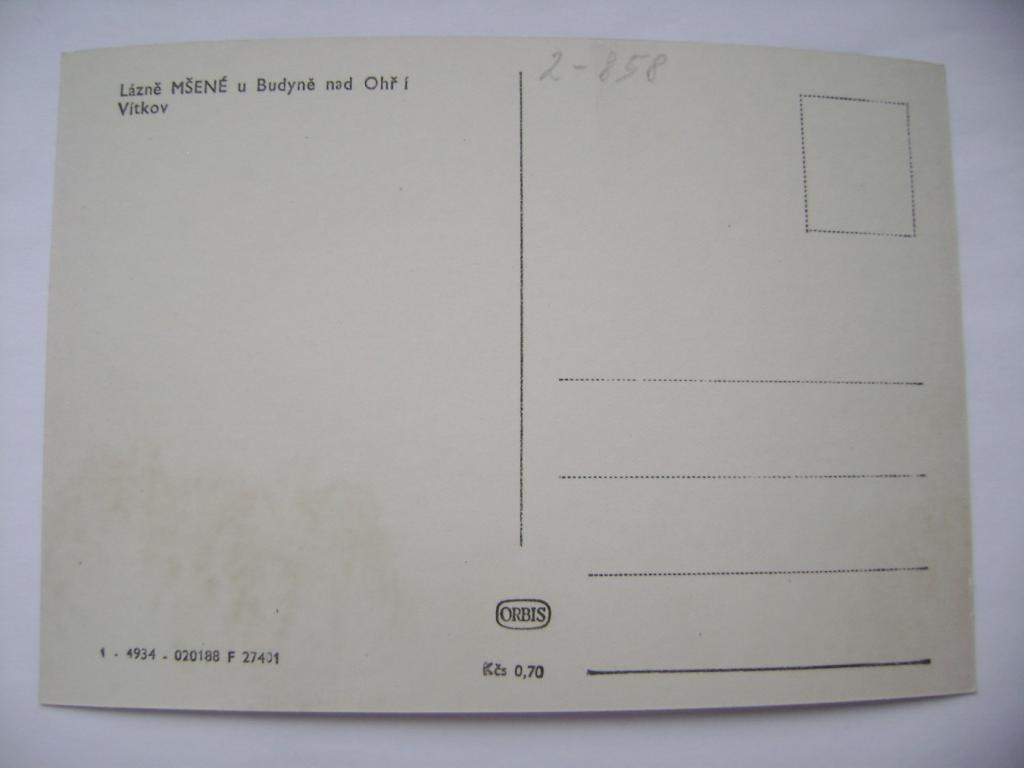 Lázně MŠENÉ u Budyně nad Ohří
Vítkov
2-858
ORBIS
1 - 4934 - 020188 F 27401
Kčs 0,70